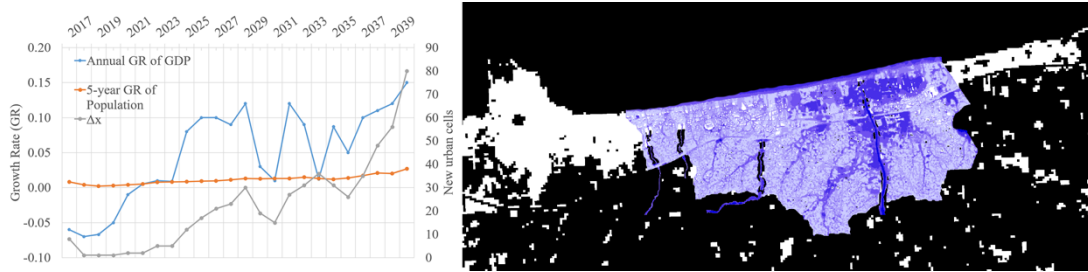 2017 2019 2021 2023 2025 2027 2029 2031 2033 2035 2037 2039
0.20
0.15
0.10
0.05
0.00
-0.05
-0.10
Growth Rate (GR)
Annual GR of GDP
5-year GR of
Population
Δx
90
80
70
60
50
40
30
20
10
0
New urban cells